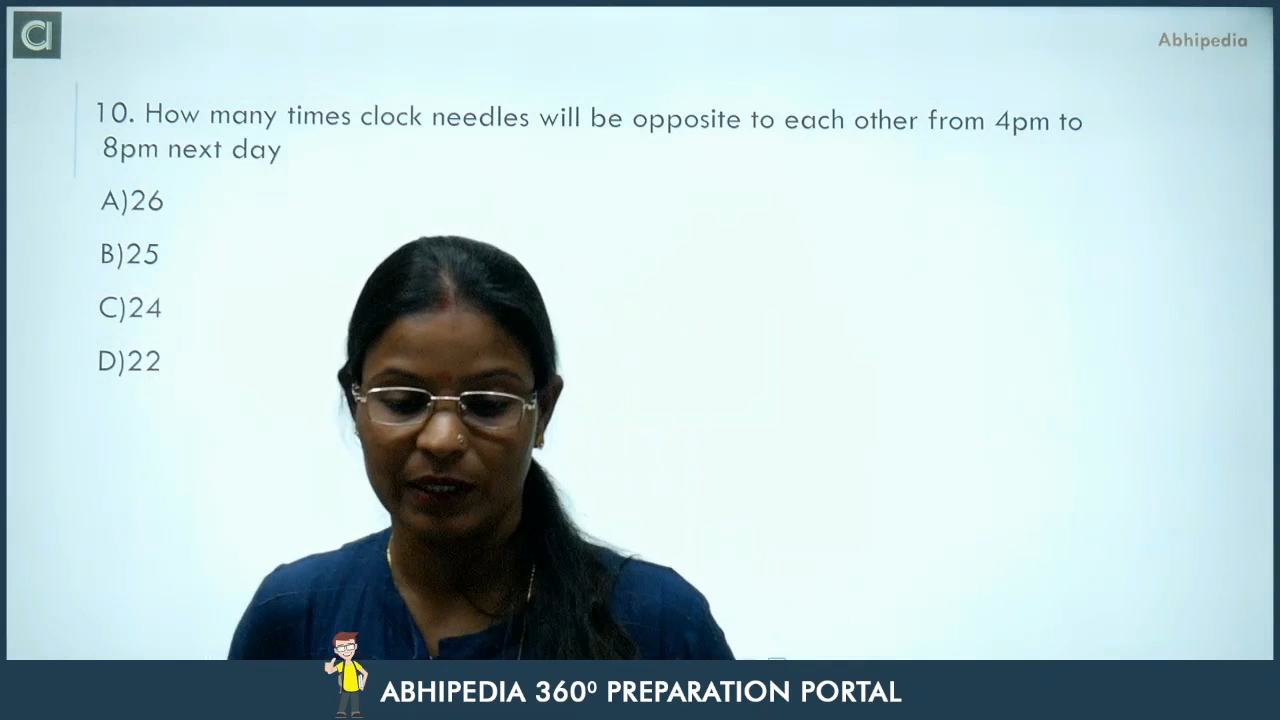 Abhipedia
10. How many times clock needles will be opposite to each other from 4pm to
8pm next day
A)26
B)25
C)24
D)22
ABHIPEDIA 360⁰ PREPARATION PORTAL